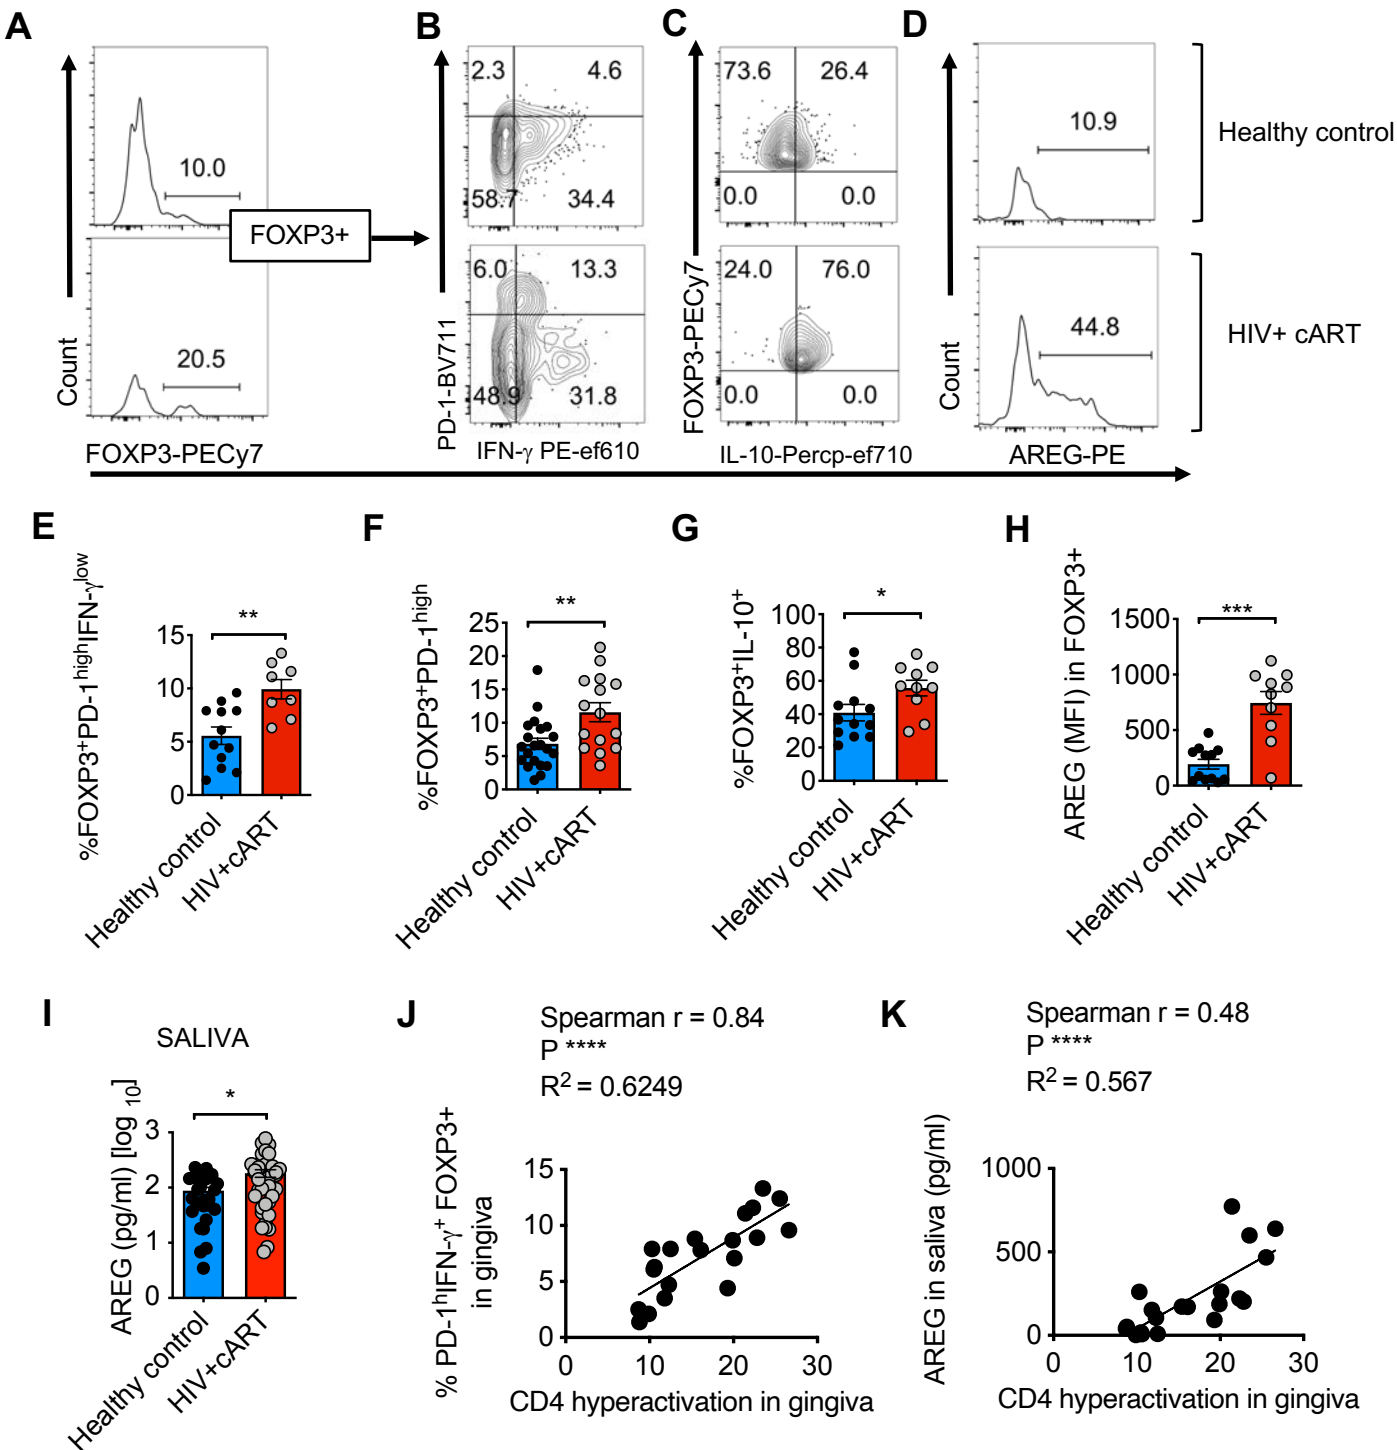 A
B
C
D
10.0
2.3 4.6
58.7 34.4
73.6 26.4
0.0 0.0
10.9
Healthy control
FOXP3+
20.5
6.0 13.3
48.9 31.8
24.0 76.0
0.0 0.0
44.8
HIV+ cART
Count
PD-1-BV711
FOXP3-PECy7
Count
FOXP3-PECy7
IFN-γ PE-ef610
IL-10-Percp-ef710
AREG-PE
E
%FOXP3+PD-1highIFN-γlow
**
15
10
5
0
Healthy control
HIV+cART
F
%FOXP3+PD-1high
**
25
20
15
10
5
0
Healthy control
HIV+cART
G
%FOXP3+IL-10+
*
100
80
60
40
20
0
Healthy control
HIV+cART
H
AREG (MFI) in FOXP3+
***
1500
1000
500
0
Healthy control
HIV+cART
I
SALIVA
AREG (pg/ml) [log 10]
*
3
2
1
0
Healthy control
HIV+cART
J
Spearman r = 0.84
P ****
R2 = 0.6249
% PD-1hIFN-γ+ FOXP3+
in gingiva
15
10
5
0
0 10 20 30
CD4 hyperactivation in gingiva
K
Spearman r = 0.48
P ****
R2 = 0.567
AREG in saliva (pg/ml)
1000
500
0
0 10 20 30
CD4 hyperactivation in gingiva